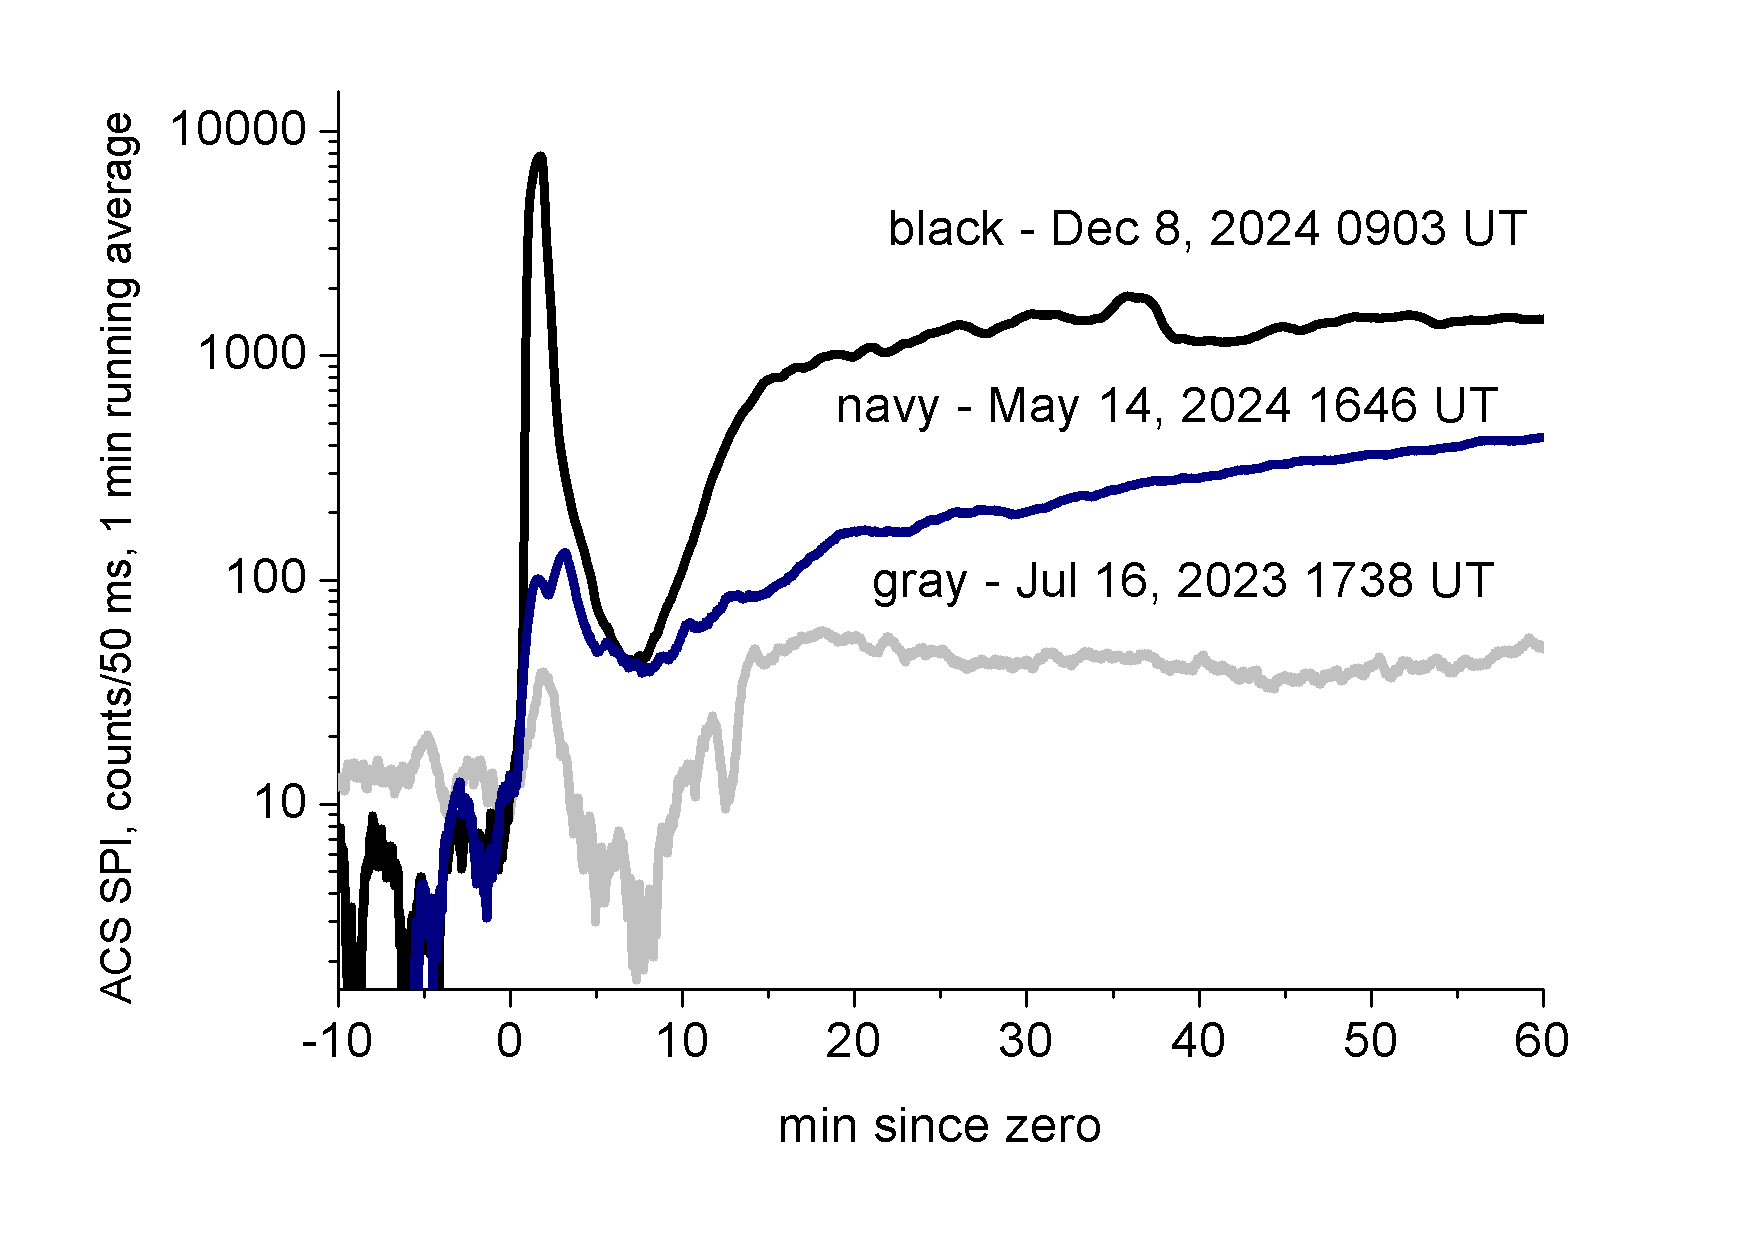 ACS SPI, counts/50 ms, 1 min running average
10000
1000
100
10
black - Dec 8, 2024 0903 UT
navy - May 14, 2024 1646 UT
gray - Jul 16, 2023 1738 UT
-10 0 10 20 30 40 50 60
min since zero